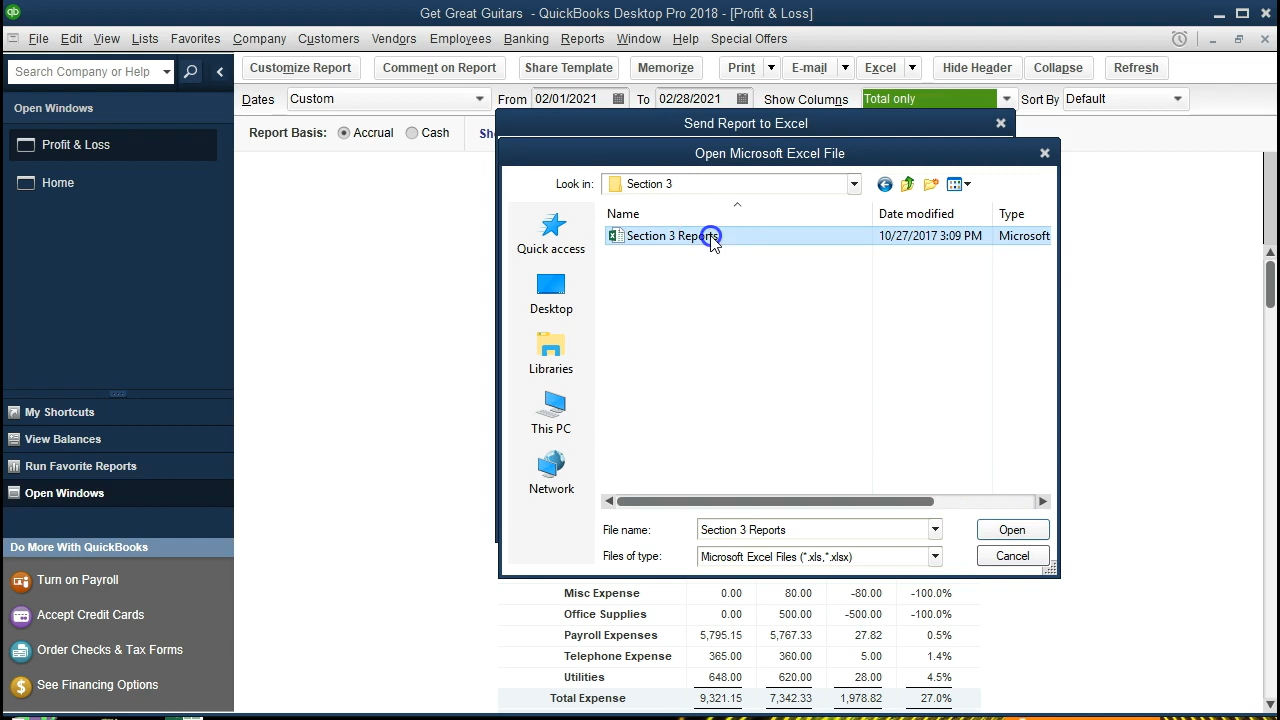 Get Great Guitars - QuickBooks Desktop Pro 2018 - [Profit & Loss]
File Edit View Lists Favorites Company Customers Vendors Employees Banking Reports Window Help Special Offers
Search Company or Help
Customize Report Comment on Report Share Template Memorize Print E-mail Excel Hide Header Collapse Refresh
Open Windows
Dates Custom From 02/01/2021 To 02/28/2021 Show Columns Total only Sort By Default
Report Basis: Accrual Cash
Send Report to Excel
Profit & Loss
Home
Open Microsoft Excel File
Look in: Section 3
Name Date modified Type
Section 3 Reports 10/27/2017 3:09 PM Microsoft
Quick access
Desktop
Libraries
This PC
Network
File name: Section 3 Reports Open
Files of type: Microsoft Excel Files (*.xls,*.xlsx) Cancel
My Shortcuts
View Balances
Run Favorite Reports
Open Windows
Do More With QuickBooks
Turn on Payroll
Accept Credit Cards
Order Checks & Tax Forms
See Financing Options
Misc Expense 0.00 80.00 -80.00 -100.0%
Office Supplies 0.00 500.00 -500.00 -100.0%
Payroll Expenses 5,795.15 5,767.33 27.82 0.5%
Telephone Expense 365.00 360.00 5.00 1.4%
Utilities 648.00 620.00 28.00 4.5%
Total Expense 9,321.15 7,342.33 1,978.82 27.0%